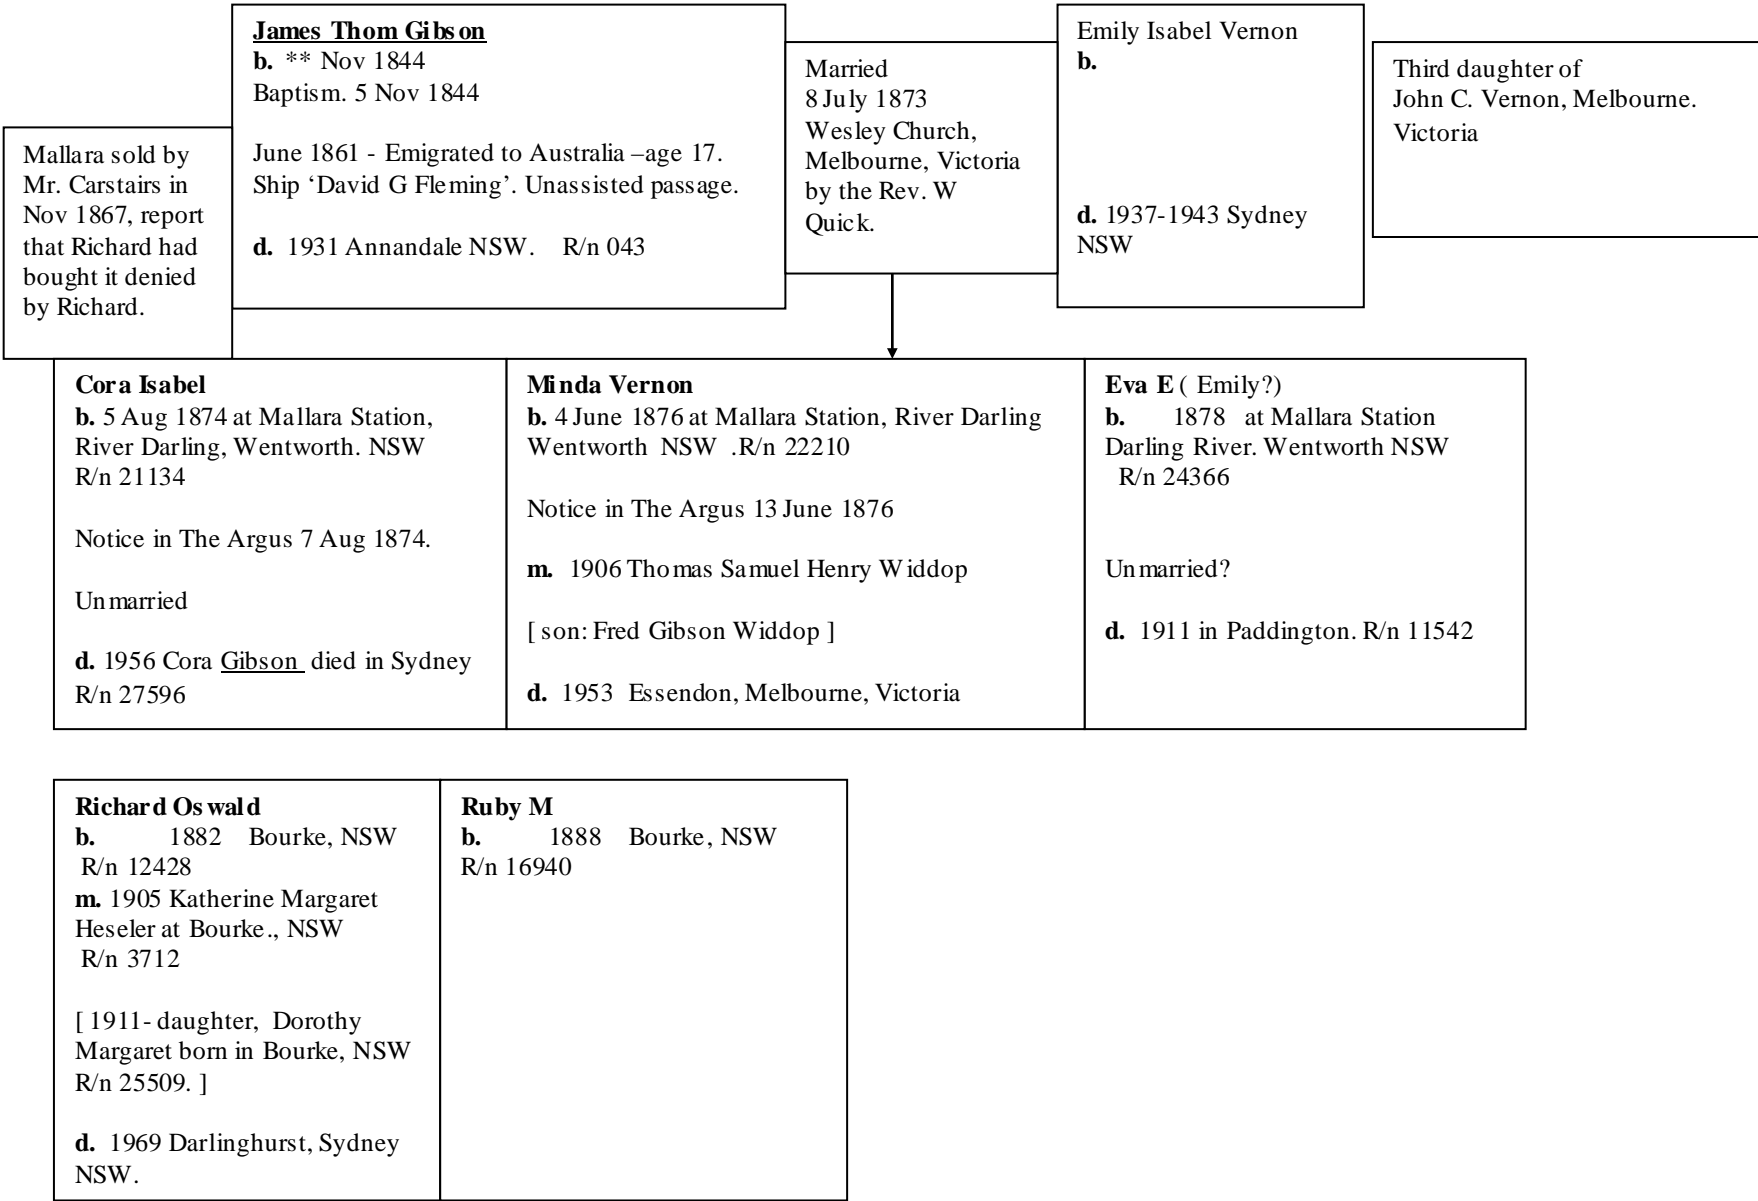 James Thom Gibson
b. ** Nov 1844
Baptism. 5 Nov 1844
June 1861 - Emigrated to Australia –age 17.
Ship ‘David G Fleming’. Unassisted passage.
d. 1931 Annandale NSW. R/n 043
Mallara sold by
Mr. Carstairs in
Nov 1867, report
that Richard had
bought it denied
by Richard.
Married
8 July 1873
Wesley Church,
Melbourne, Victoria
by the Rev. W
Quick.
Emily Isabel Vernon
b.
d. 1937-1943 Sydney
NSW
Third daughter of
John C. Vernon, Melbourne.
Victoria
Cora Isabel
b. 5 Aug 1874 at Mallara Station,
River Darling, Wentworth. NSW
R/n 21134
Notice in The Argus 7 Aug 1874.
Unmarried
d. 1956 Cora Gibson died in Sydney
R/n 27596
Minda Vernon
b. 4 June 1876 at Mallara Station, River Darling
Wentworth NSW .R/n 22210
Notice in The Argus 13 June 1876
m. 1906 Thomas Samuel Henry Widdop
[ son: Fred Gibson Widdop ]
d. 1953 Essendon, Melbourne, Victoria
Eva E ( Emily?)
b. 1878 at Mallara Station
Darling River. Wentworth NSW
R/n 24366
Unmarried?
d. 1911 in Paddington. R/n 11542
Richard Oswald
b. 1882 Bourke, NSW
R/n 12428
m. 1905 Katherine Margaret
Heseler at Bourke., NSW
R/n 3712
[ 1911- daughter, Dorothy
Margaret born in Bourke, NSW
R/n 25509. ]
d. 1969 Darlinghurst, Sydney
NSW.
Ruby M
b. 1888 Bourke, NSW
R/n 16940